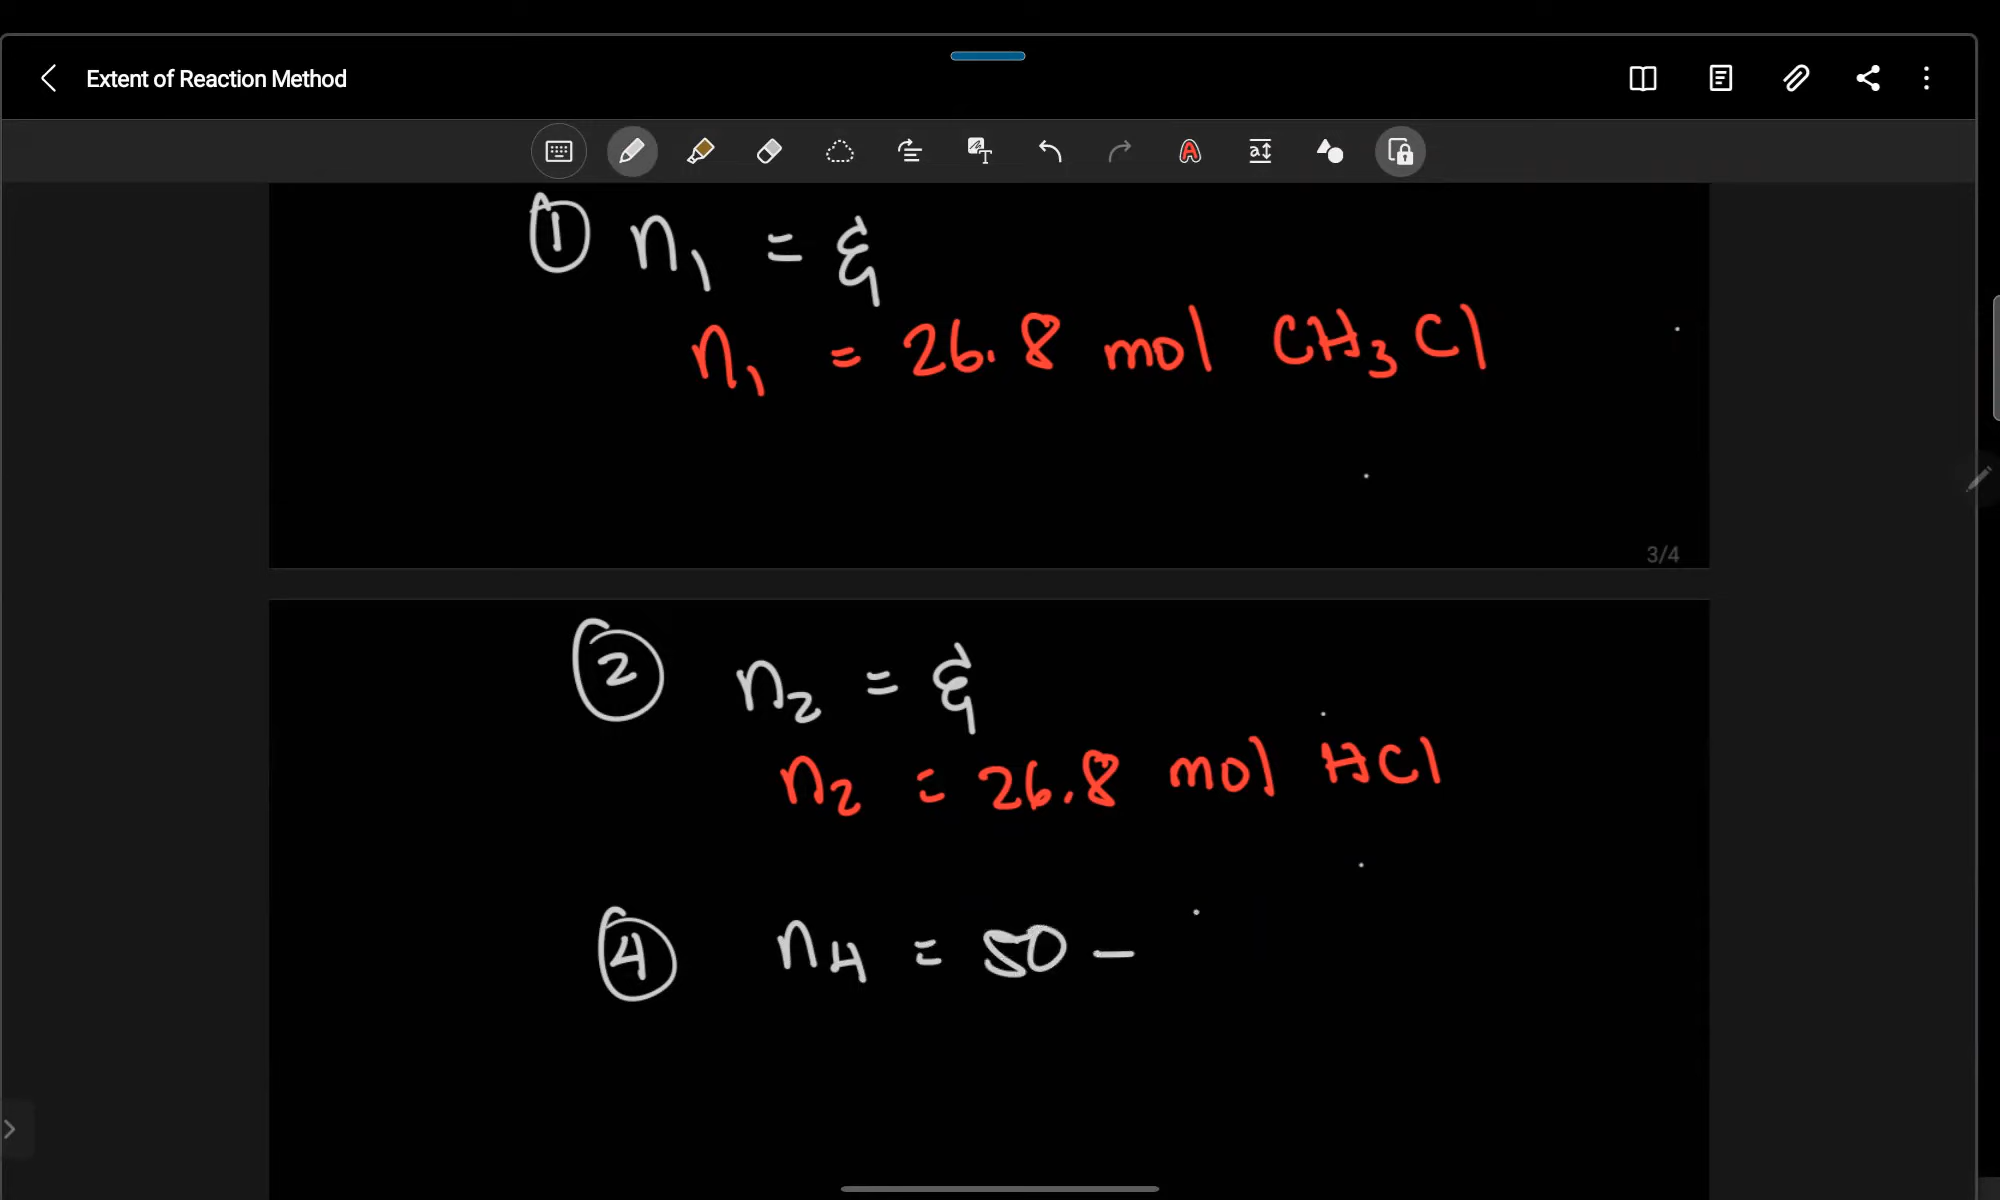 Extent of Reaction Method
① n₁ = ξ
n₁ = 26.8 mol CH₃Cl
3/4
② n₂ = ξ
n₂ = 26.8 mol HCl
④ n₄ = 50 –